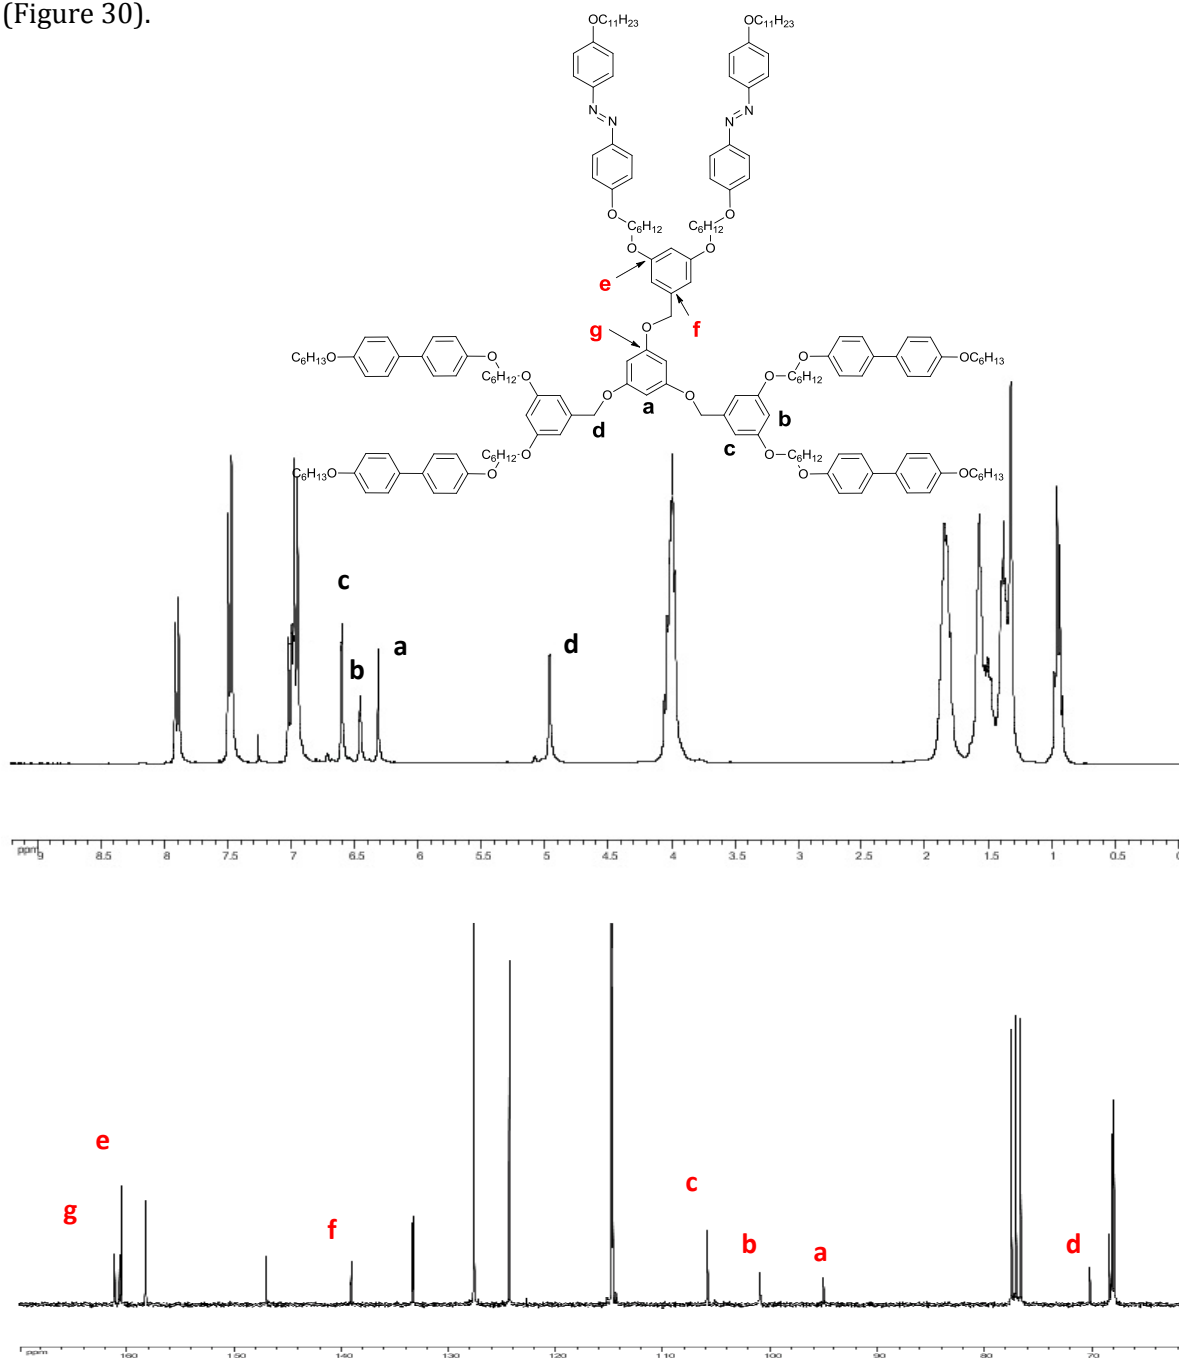 (Figure 30).
OC11H23 OC11H23
N N
N N
O O
C6H12 C6H12
O O
e
g O f
C6H13O O O OC6H13
C6H12-O O C6H12
O O
a b
d c
C6H13O C6H12-O O C6H12 OC6H13
O O
c
b a d
ppm 9 8.5 8 7.5 7 6.5 6 5.5 5 4.5 4 3.5 3 2.5 2 1.5 1 0.5 0
e
g f c b a d
ppm 160 150 140 130 120 110 100 90 80 70